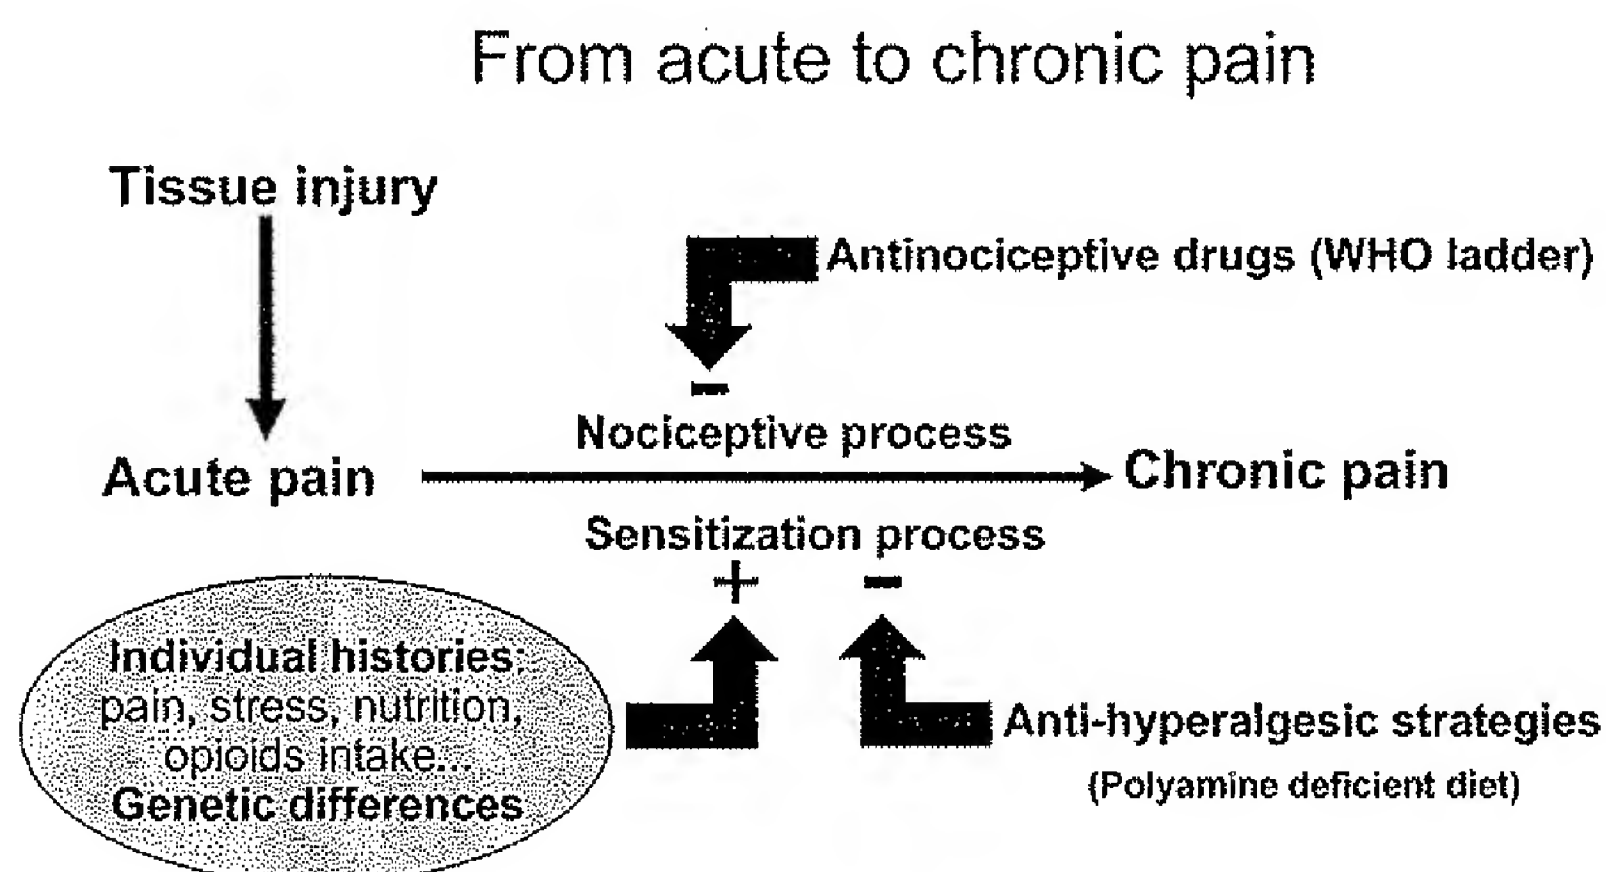 From acute to chronic pain
Tissue injury
Antinociceptive drugs (WHO ladder)
–
Nociceptive process
Acute pain
Chronic pain
Sensitization process
+ –
Individual histories:
pain, stress, nutrition,
opioids intake...
Genetic differences
Anti-hyperalgesic strategies
(Polyamine deficient diet)